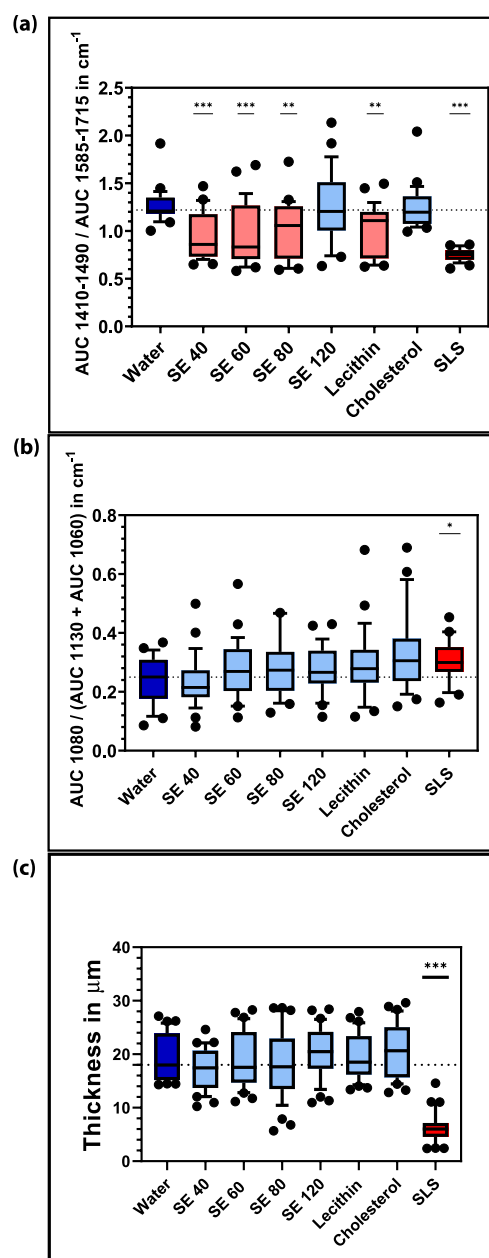 (a)
AUC 1410-1490 / AUC 1585-1715 in cm⁻¹
2.5
2.0
1.5
1.0
0.5
0.0
*** *** ** ** ***
Water SE 40 SE 60 SE 80 SE 120 Lecithin Cholesterol SLS
(b)
AUC 1080 / (AUC 1130 + AUC 1060) in cm⁻¹
0.8
0.6
0.4
0.2
0.0
*
Water SE 40 SE 60 SE 80 SE 120 Lecithin Cholesterol SLS
(c)
Thickness in μm
40
30
20
10
0
***
Water SE 40 SE 60 SE 80 SE 120 Lecithin Cholesterol SLS